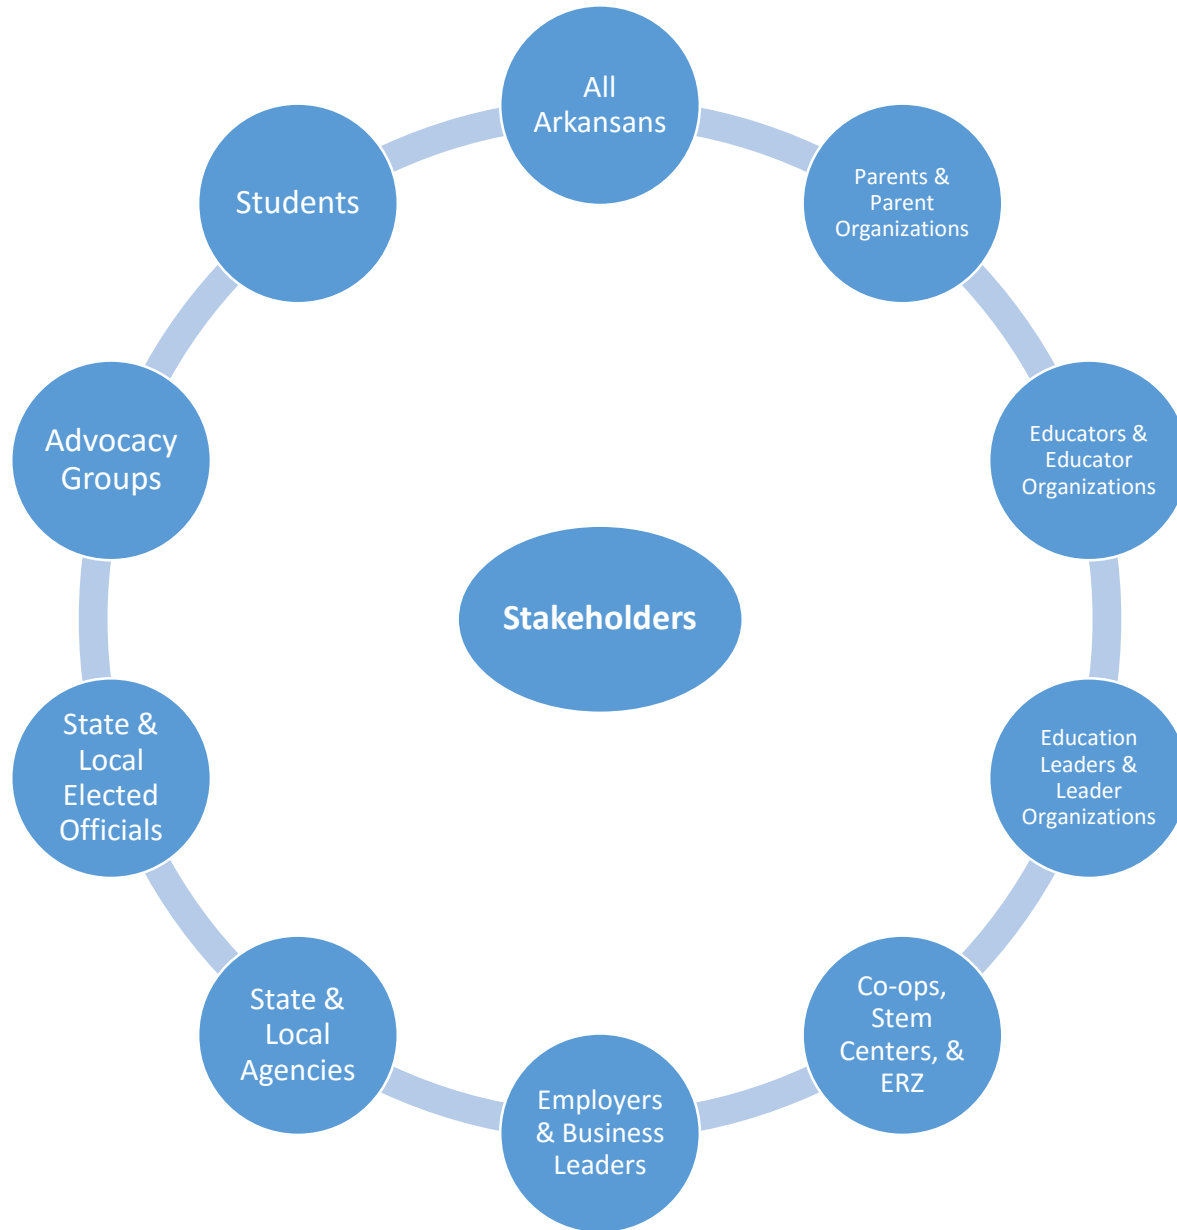 All
Arkansans
Parents &
Parent
Organizations
Educators &
Educator
Organizations
Education
Leaders &
Leader
Organizations
Co-ops,
Stem
Centers, &
ERZ
Employers
& Business
Leaders
State &
Local
Agencies
State &
Local
Elected
Officials
Advocacy
Groups
Students
Stakeholders